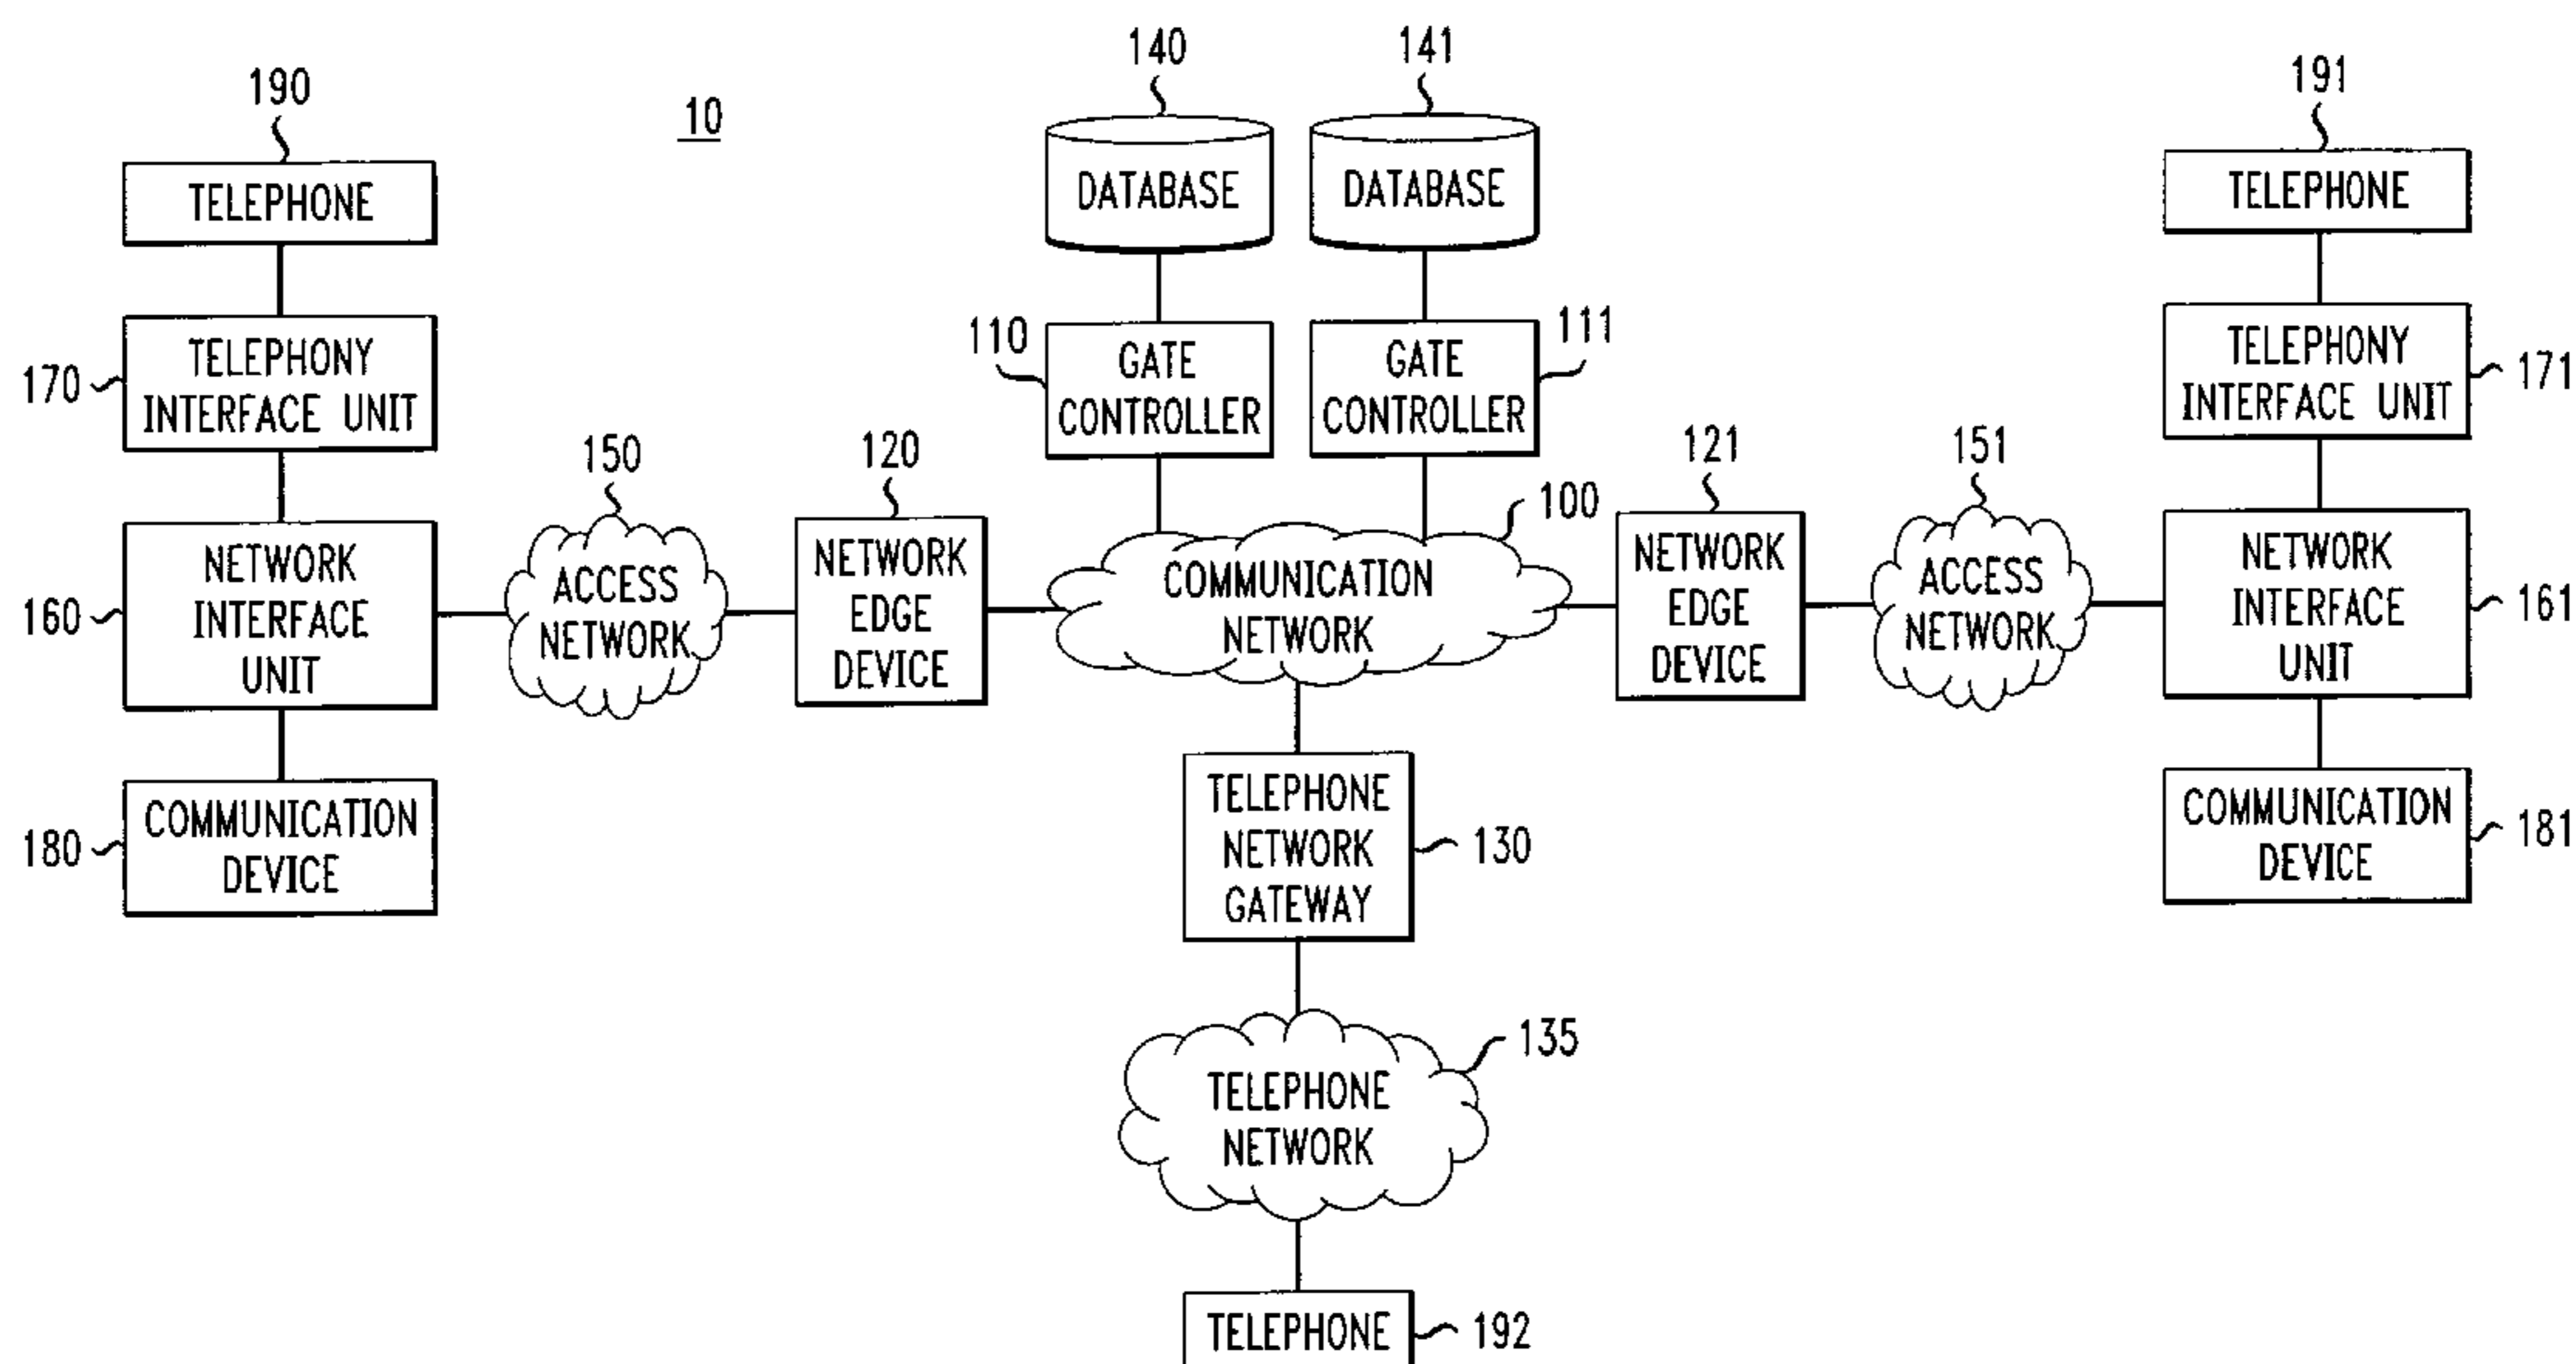 140
141
190
191
10
TELEPHONE
DATABASE
DATABASE
TELEPHONE
110
111
170
TELEPHONY
INTERFACE UNIT
GATE
CONTROLLER
GATE
CONTROLLER
TELEPHONY
INTERFACE UNIT
171
150
120
121
151
100
160
NETWORK
INTERFACE
UNIT
ACCESS
NETWORK
NETWORK
EDGE
DEVICE
COMMUNICATION
NETWORK
NETWORK
EDGE
DEVICE
ACCESS
NETWORK
NETWORK
INTERFACE
UNIT
161
180
COMMUNICATION
DEVICE
TELEPHONE
NETWORK
GATEWAY
130
COMMUNICATION
DEVICE
181
135
TELEPHONE
NETWORK
TELEPHONE
192